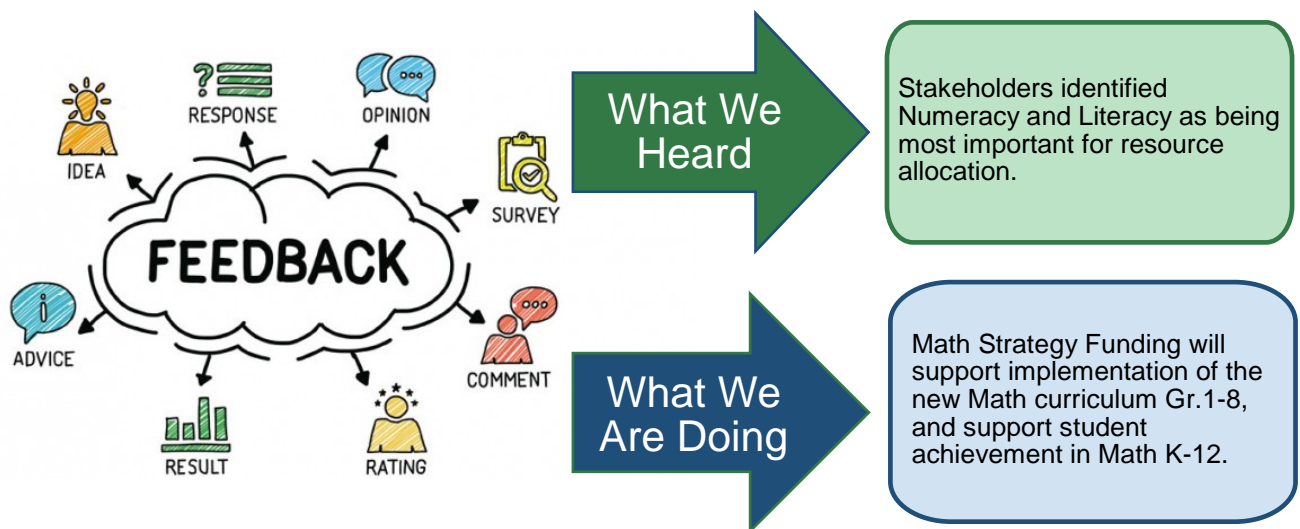 IDEA
RESPONSE
OPINION
SURVEY
FEEDBACK
ADVICE
COMMENT
RESULT
RATING
What We
Heard
Stakeholders identified
Numeracy and Literacy as being
most important for resource
allocation.
What We
Are Doing
Math Strategy Funding will
support implementation of the
new Math curriculum Gr.1-8,
and support student
achievement in Math K-12.